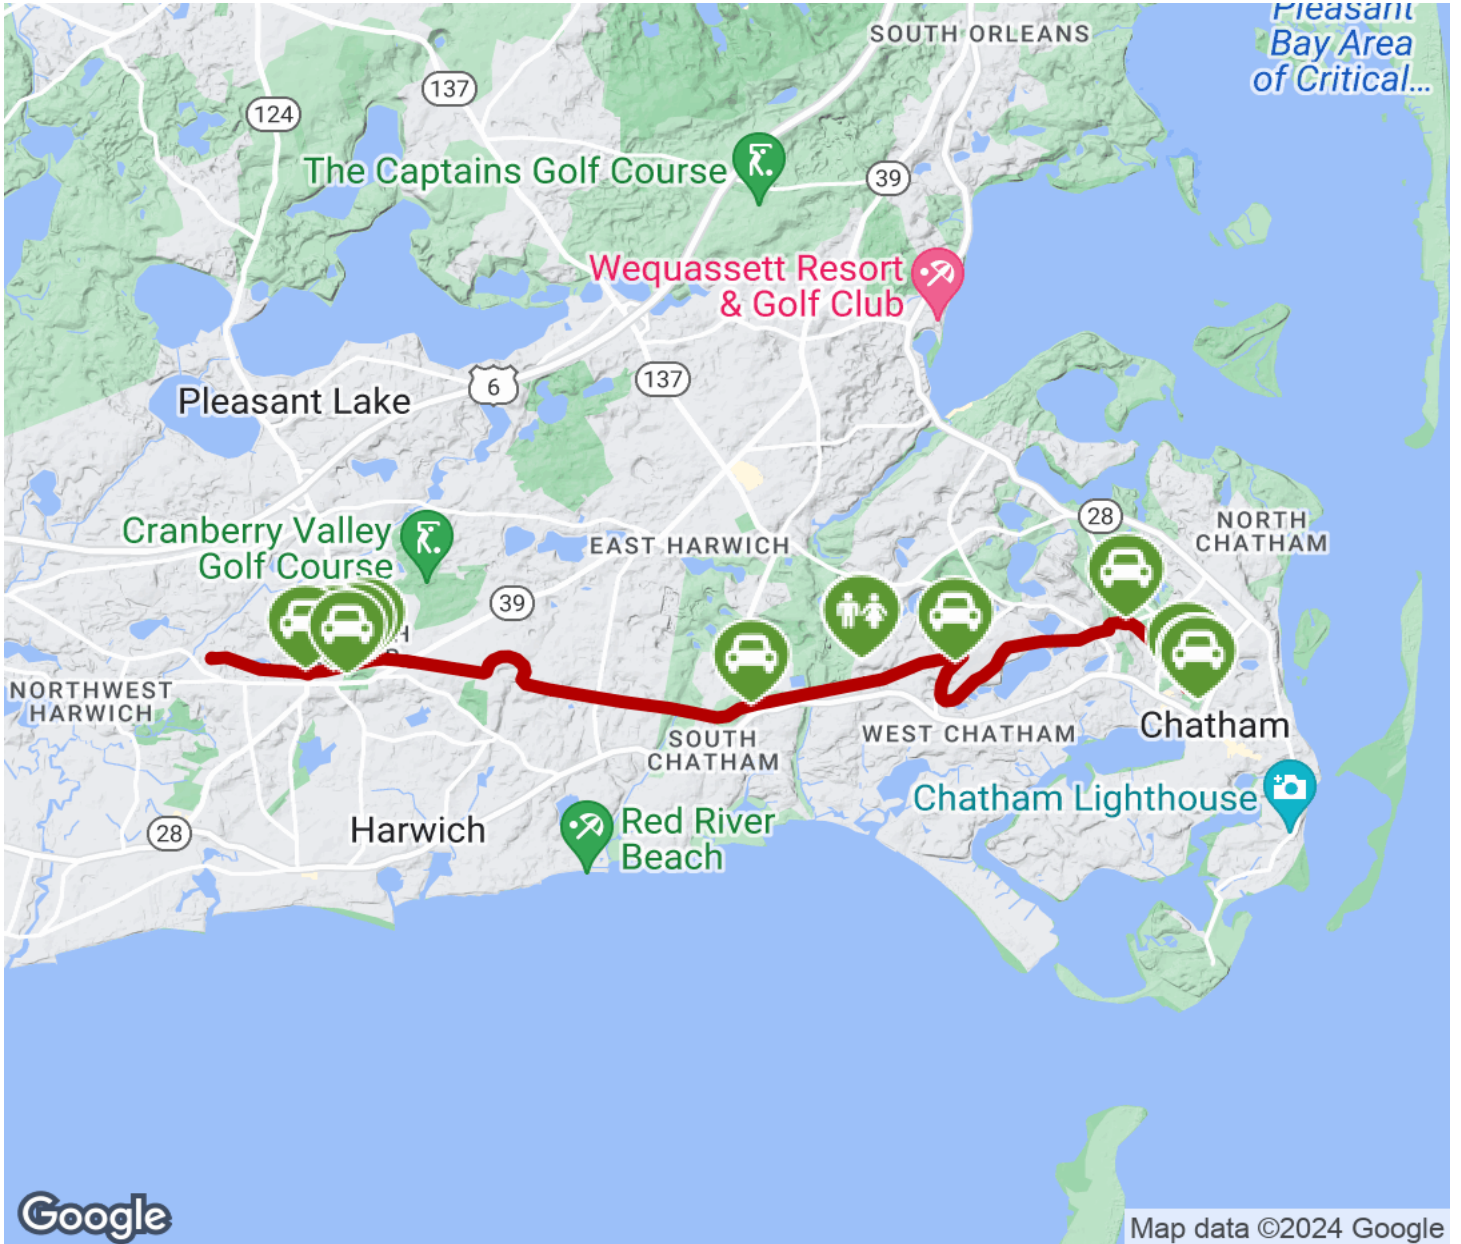 Pleasant
Bay Area
of Critical...
SOUTH ORLEANS
137
124
The Captains Golf Course
39
Wequassett Resort
& Golf Club
6
137
Pleasant Lake
28
NORTH
CHATHAM
Cranberry Valley
Golf Course
EAST HARWICH
39
NORTHWEST
HARWICH
SOUTH
CHATHAM
WEST CHATHAM
Chatham
Chatham Lighthouse
28
Harwich
Red River
Beach
Google
Map data ©2024 Google